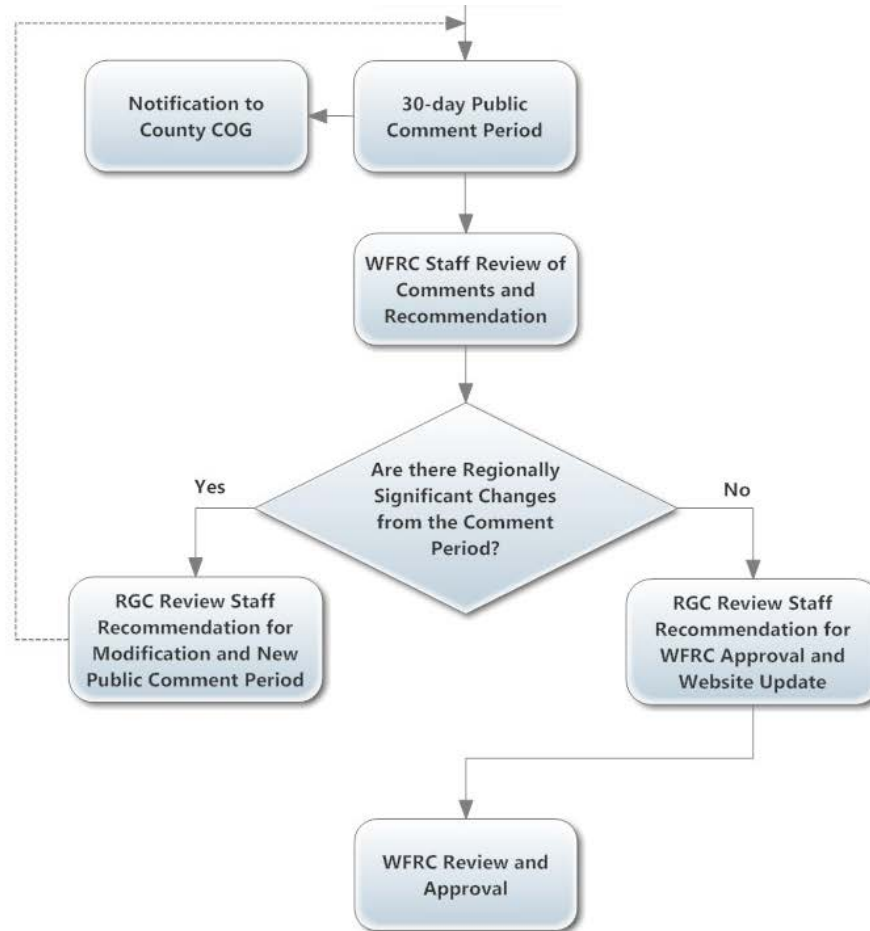 Notification to
County COG
30-day Public
Comment Period
WFRC Staff Review of
Comments and
Recommendation
Are there Regionally
Significant Changes
from the Comment
Period?
Yes
No
RGC Review Staff
Recommendation for
Modification and New
Public Comment Period
RGC Review Staff
Recommendation for
WFRC Approval and
Website Update
WFRC Review and
Approval